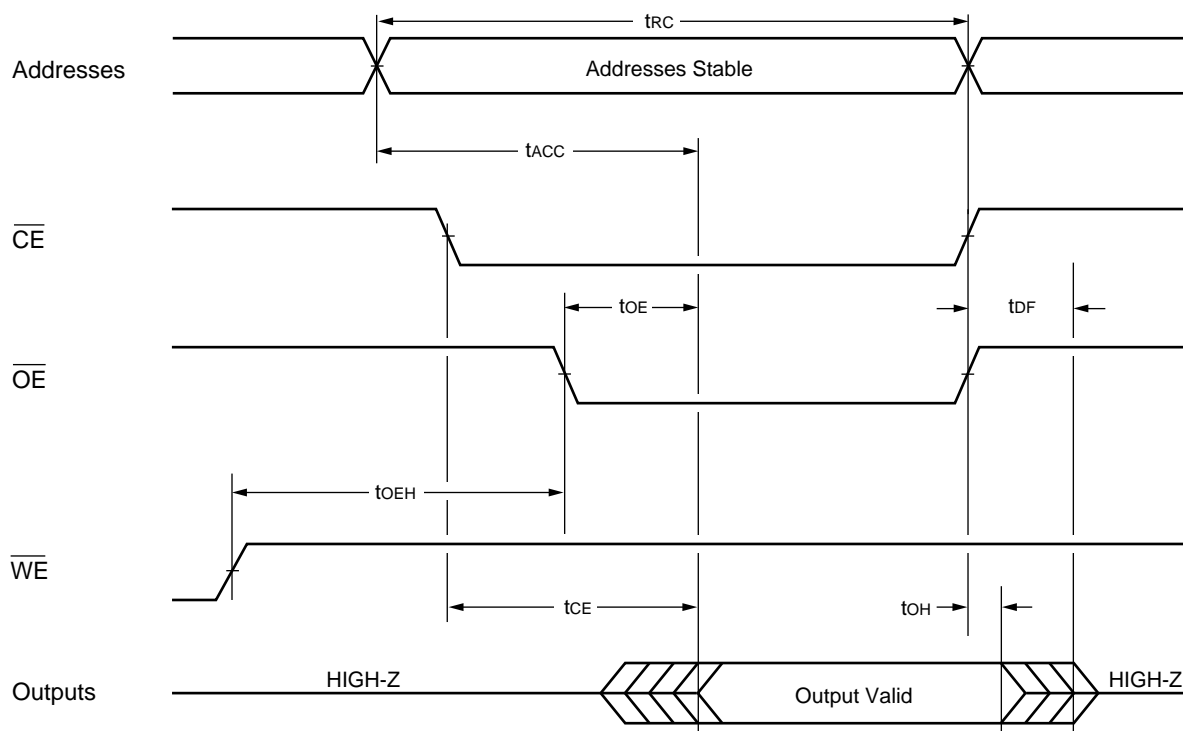 tRC
Addresses
Addresses Stable
tACC
CE
tOE
tDF
OE
tOEH
WE
tCE
tOH
HIGH-Z
HIGH-Z
Outputs
Output Valid